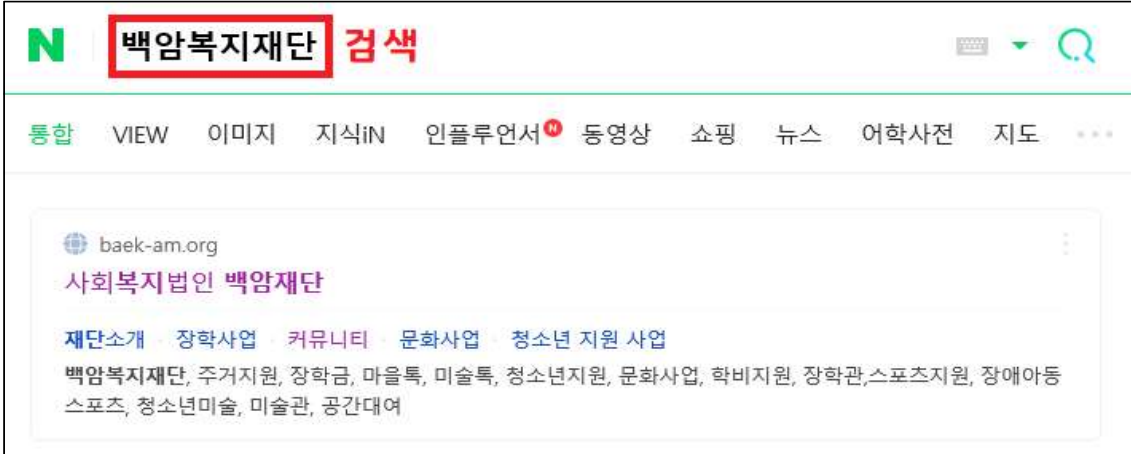 N 백암복지재단 검색
통합 VIEW 이미지 지식iN 인플루언서 N 동영상 쇼핑 뉴스 어학사전 지도
baek-am.org
사회복지법인 백암재단
재단소개 · 장학사업 · 커뮤니티 · 문화사업 · 청소년 지원 사업
백암복지재단, 주거지원, 장학금, 마을톡, 미술톡, 청소년지원, 문화사업, 학비지원, 장학관,스포츠지원, 장애아동
스포츠, 청소년미술, 미술관, 공간대여